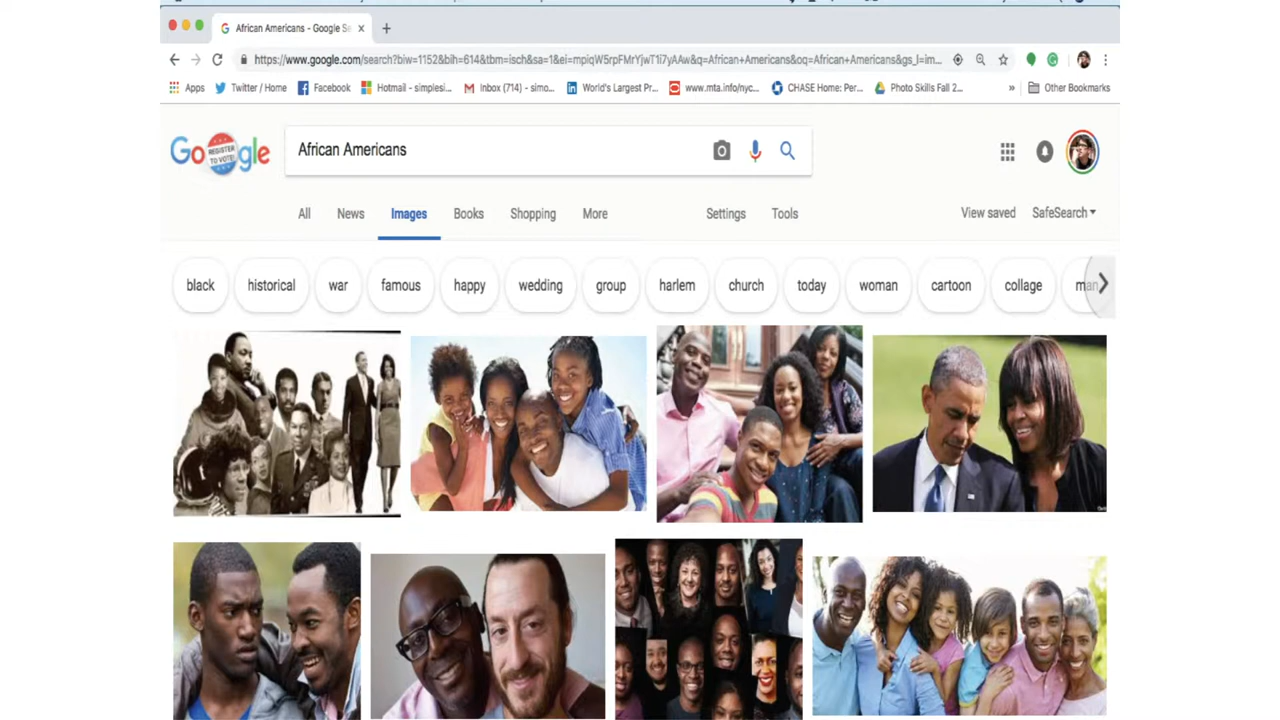 African Americans - Google Se
https://www.google.com/search?biw=1152&bih=614&tbm=isch&sa=1&ei=mpiqW5rpFMrYjwT1i7yAAw&q=African+Americans&oq=African+Americans&gs_l=im...
Apps Twitter / Home Facebook Hotmail - simplesi... Inbox (714) - simo... World's Largest Pr... www.mta.info/nyc... CHASE Home: Per... Photo Skills Fall 2... » Other Bookmarks
Google REGISTER TO VOTE! African Americans
All News Images Books Shopping More Settings Tools View saved SafeSearch
black historical war famous happy wedding group harlem church today woman cartoon collage man